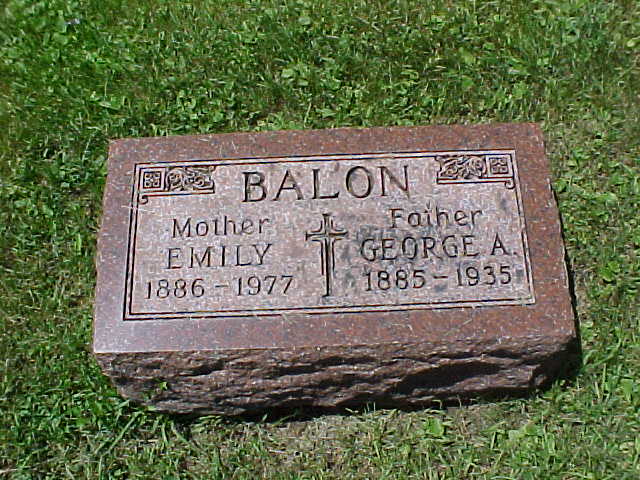 BALON
Mother Father
EMILY GEORGE A.
1886 - 1977 1885 - 1935